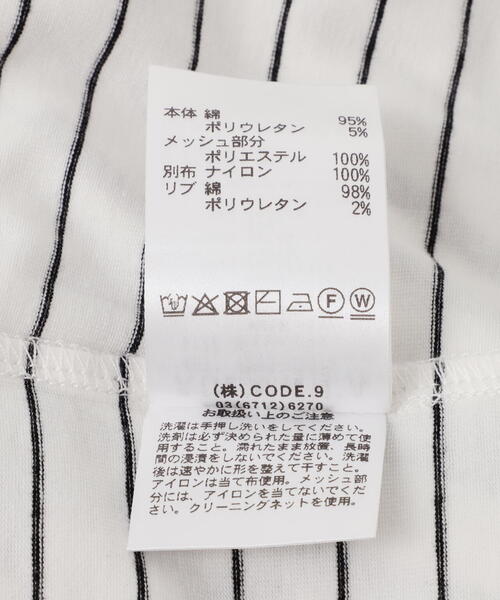 本体 綿 95%
ポリウレタン 5%
メッシュ部分
ポリエステル 100%
別布 ナイロン 100%
リブ 綿 98%
ポリウレタン 2%
F W
(株)CODE.9
03(6712)6270
お取扱い上のご注意
洗濯は手押し洗いをしてください。
洗剤は必ず決められた量に薄めて使
用すること。濡れたまま放置、長時
間の浸漬をしないでください。洗濯
後は速やかに形を整えて干すこと。
アイロンは当て布使用。メッシュ部
分には、アイロンを当てないでくだ
さい。クリーニングネットを使用。